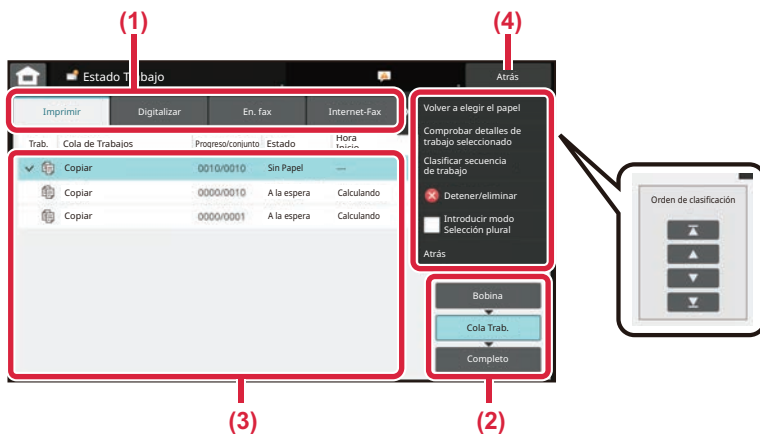 (1)
(4)
Estado Trabajo
Atrás
Imprimir
Digitalizar
En. fax
Internet-Fax
Trab.
Cola de Trabajos
Progreso/conjunto
Estado
Hora
Inicio
Copiar
0010/0010
Sin Papel
---
Copiar
0000/0010
A la espera
Calculando
Copiar
0000/0001
A la espera
Calculando
Volver a elegir el papel
Comprobar detalles de
trabajo seleccionado
Clasificar secuencia
de trabajo
Detener/eliminar
Introducir modo
Selección plural
Atrás
Bobina
Cola Trab.
Completo
Orden de clasificación
(3)
(2)